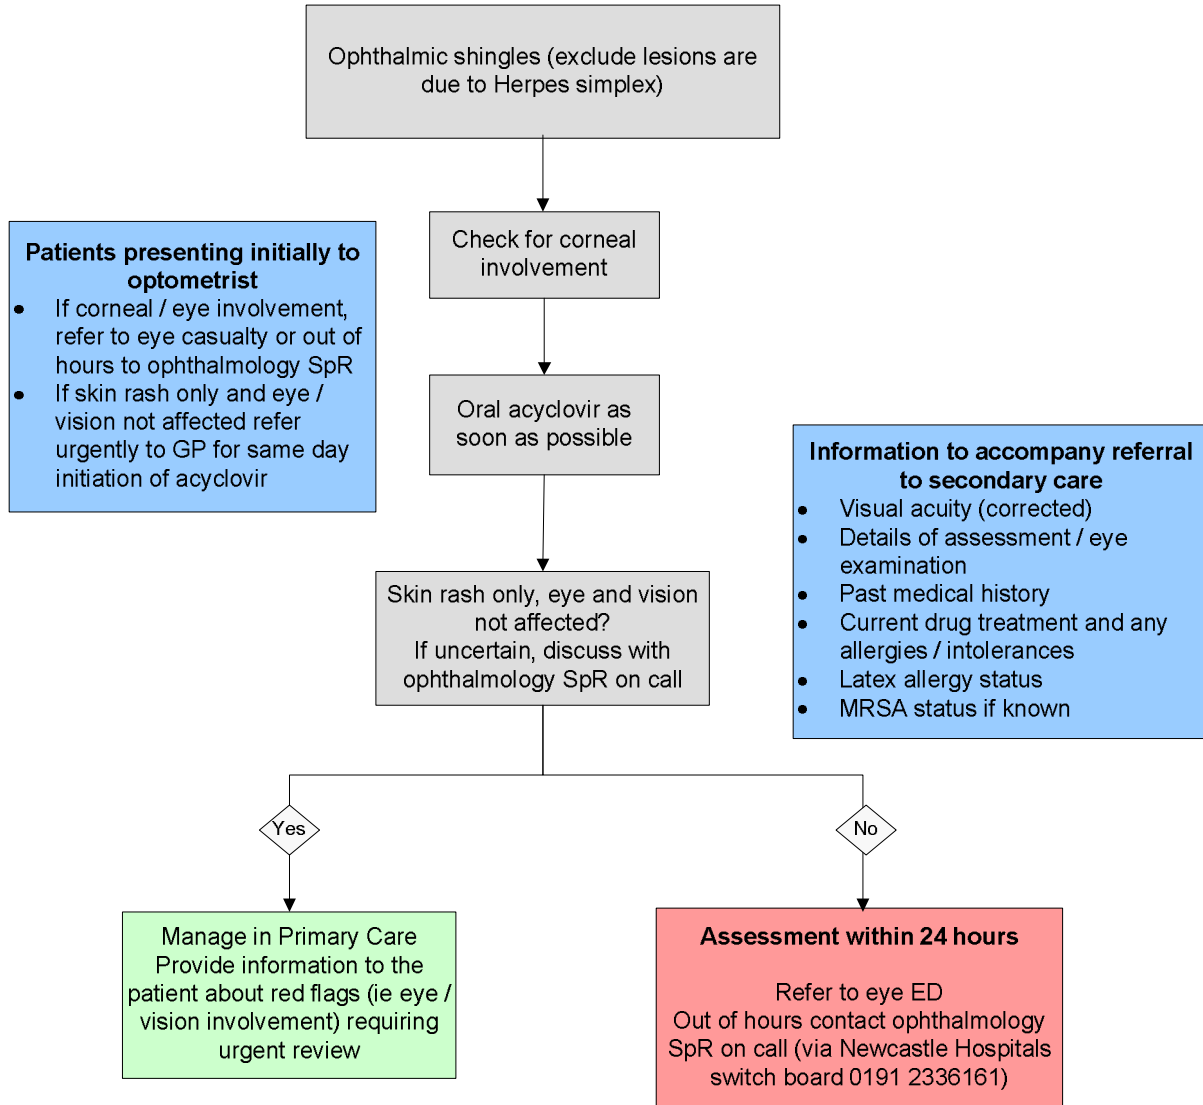 Ophthalmic shingles (exclude lesions are
due to Herpes simplex)
Check for corneal
involvement
Patients presenting initially to
optometrist
• If corneal / eye involvement,
refer to eye casualty or out of
hours to ophthalmology SpR
• If skin rash only and eye /
vision not affected refer
urgently to GP for same day
initiation of acyclovir
Oral acyclovir as
soon as possible
Information to accompany referral
to secondary care
• Visual acuity (corrected)
• Details of assessment / eye
examination
• Past medical history
• Current drug treatment and any
allergies / intolerances
• Latex allergy status
• MRSA status if known
Skin rash only, eye and vision
not affected?
If uncertain, discuss with
ophthalmology SpR on call
Yes
No
Manage in Primary Care
Provide information to the
patient about red flags (ie eye /
vision involvement) requiring
urgent review
Assessment within 24 hours
Refer to eye ED
Out of hours contact ophthalmology
SpR on call (via Newcastle Hospitals
switch board 0191 2336161)